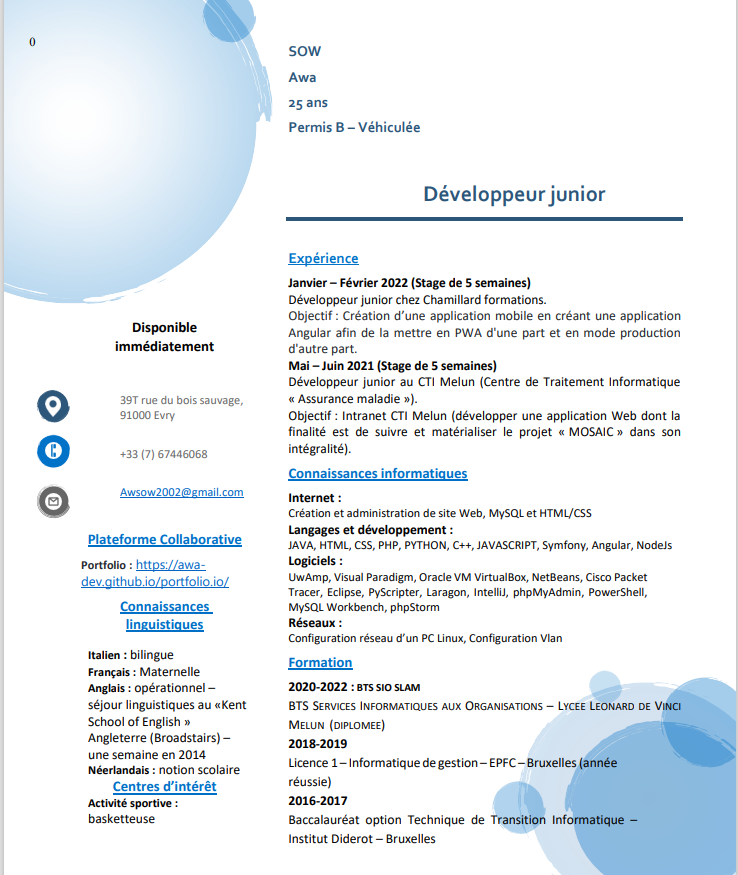 0
SOW
Awa
25 ans
Permis B – Véhiculée
Développeur junior
Disponible
immédiatement
39T rue du bois sauvage,
91000 Evry
+33 (7) 67446068
Awsow2002@gmail.com
Plateforme Collaborative
Portfolio : https://awa-
dev.github.io/portfolio.io/
Connaissances
linguistiques
Italien : bilingue
Français : Maternelle
Anglais : opérationnel –
séjour linguistiques au «Kent
School of English »
Angleterre (Broadstairs) –
une semaine en 2014
Néerlandais : notion scolaire
Centres d'intérêt
Activité sportive :
basketteuse
Expérience
Janvier – Février 2022 (Stage de 5 semaines)
Développeur junior chez Chamillard formations.
Objectif : Création d'une application mobile en créant une application
Angular afin de la mettre en PWA d'une part et en mode production
d'autre part.
Mai – Juin 2021 (Stage de 5 semaines)
Développeur junior au CTI Melun (Centre de Traitement Informatique
« Assurance maladie »).
Objectif : Intranet CTI Melun (développer une application Web dont la
finalité est de suivre et matérialiser le projet « MOSAIC » dans son
intégralité).
Connaissances informatiques
Internet :
Création et administration de site Web, MySQL et HTML/CSS
Langages et développement :
JAVA, HTML, CSS, PHP, PYTHON, C++, JAVASCRIPT, Symfony, Angular, NodeJs
Logiciels :
UwAmp, Visual Paradigm, Oracle VM VirtualBox, NetBeans, Cisco Packet
Tracer, Eclipse, PyScripter, Laragon, IntelliJ, phpMyAdmin, PowerShell,
MySQL Workbench, phpStorm
Réseaux :
Configuration réseau d'un PC Linux, Configuration Vlan
Formation
2020-2022 : BTS SIO SLAM
BTS SERVICES INFORMATIQUES AUX ORGANISATIONS – LYCEE LEONARD DE VINCI
MELUN (DIPLOMEE)
2018-2019
Licence 1 – Informatique de gestion – EPFC – Bruxelles (année
réussie)
2016-2017
Baccalauréat option Technique de Transition Informatique –
Institut Diderot – Bruxelles